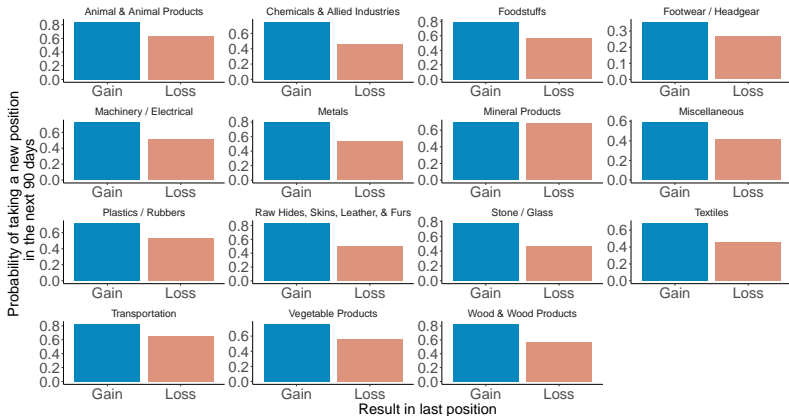 Animal & Animal Products
Chemicals & Allied Industries
Foodstuffs
Footwear / Headgear
0.8
0.6
0.4
0.2
0.0
0.6
0.4
0.2
0.0
0.8
0.6
0.4
0.2
0.0
0.3
0.2
0.1
0.0
Gain Loss
Gain Loss
Gain Loss
Gain Loss
Machinery / Electrical
Metals
Mineral Products
Miscellaneous
0.6
0.4
0.2
0.0
0.8
0.6
0.4
0.2
0.0
0.6
0.4
0.2
0.0
0.6
0.4
0.2
0.0
Gain Loss
Gain Loss
Gain Loss
Gain Loss
Probability of taking a new position
in the next 90 days
Plastics / Rubbers
Raw Hides, Skins, Leather, & Furs
Stone / Glass
Textiles
0.6
0.4
0.2
0.0
0.8
0.6
0.4
0.2
0.0
0.6
0.4
0.2
0.0
0.6
0.4
0.2
0.0
Gain Loss
Gain Loss
Gain Loss
Gain Loss
Transportation
Vegetable Products
Wood & Wood Products
0.8
0.6
0.4
0.2
0.0
0.6
0.4
0.2
0.0
0.8
0.6
0.4
0.2
0.0
Gain Loss
Gain Loss
Gain Loss
Result in last position